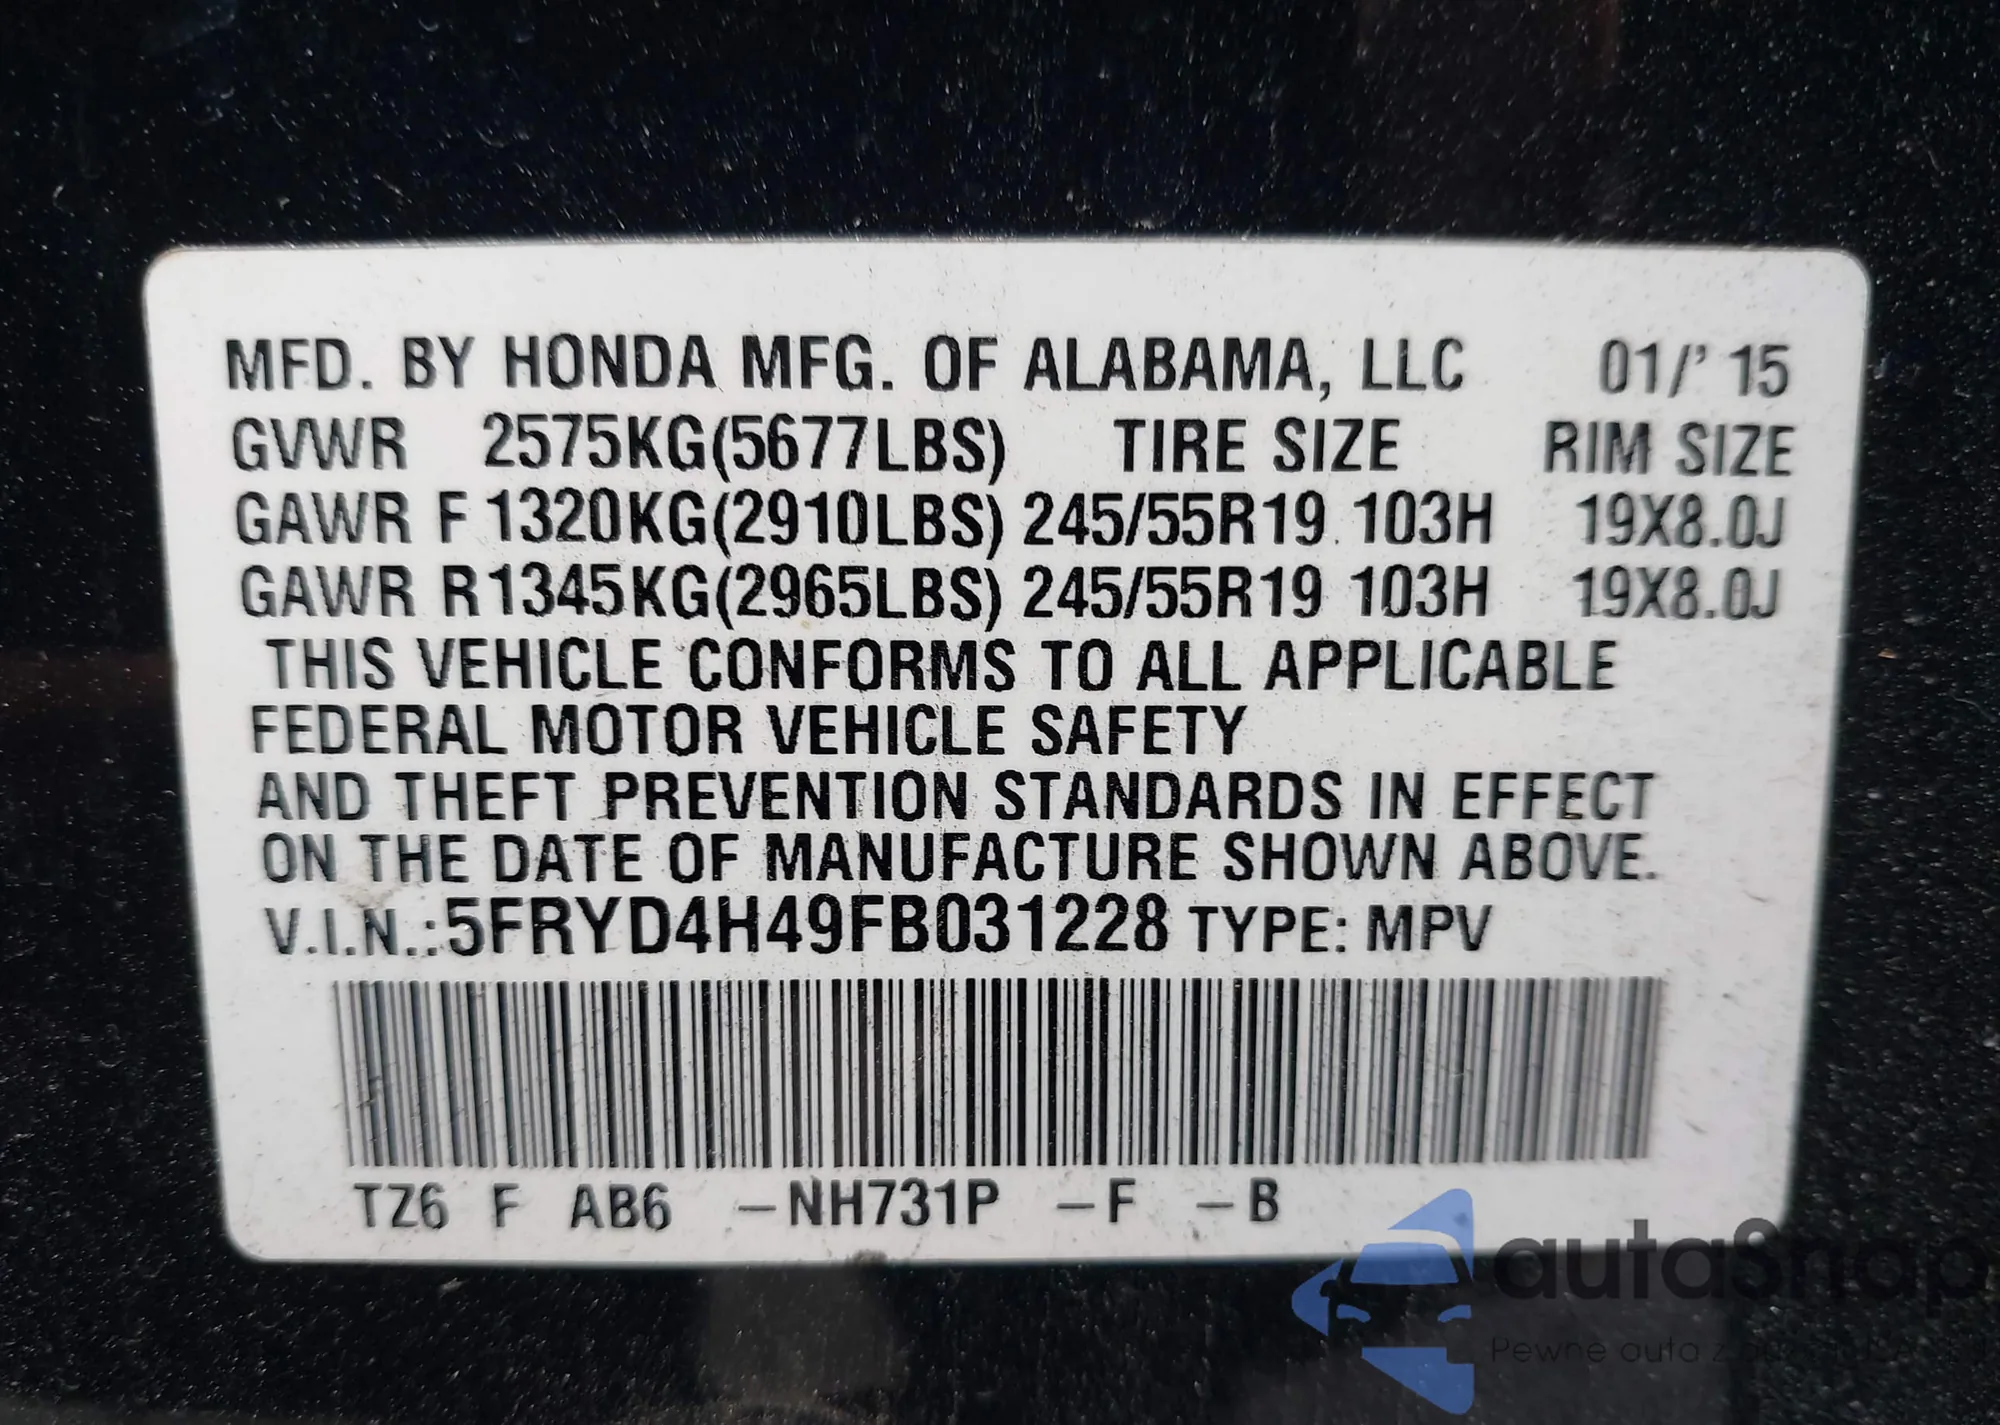 MFD. BY HONDA MFG. OF ALABAMA, LLC 01/'15
GVWR 2575KG(5677LBS) TIRE SIZE RIM SIZE
GAWR F 1320KG(2910LBS) 245/55R19 103H 19X8.0J
GAWR R 1345KG(2965LBS) 245/55R19 103H 19X8.0J
THIS VEHICLE CONFORMS TO ALL APPLICABLE
FEDERAL MOTOR VEHICLE SAFETY
AND THEFT PREVENTION STANDARDS IN EFFECT
ON THE DATE OF MANUFACTURE SHOWN ABOVE.
V.I.N.:5FRYD4H49FB031228 TYPE: MPV
TZ6 F AB6 –NH731P –F –B
autaSnap
Pewne auta z